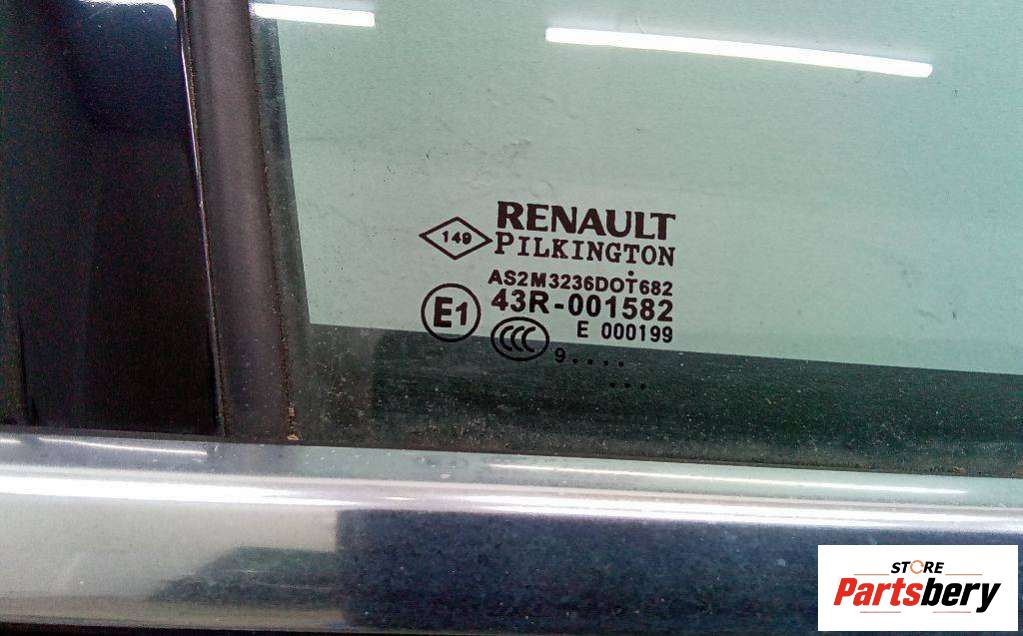 RENAULT
149
PILKINGTON
AS2M3236DOT682
43R-001582
E1
E 000199
CCC
9....
...
STORE
Partsbery